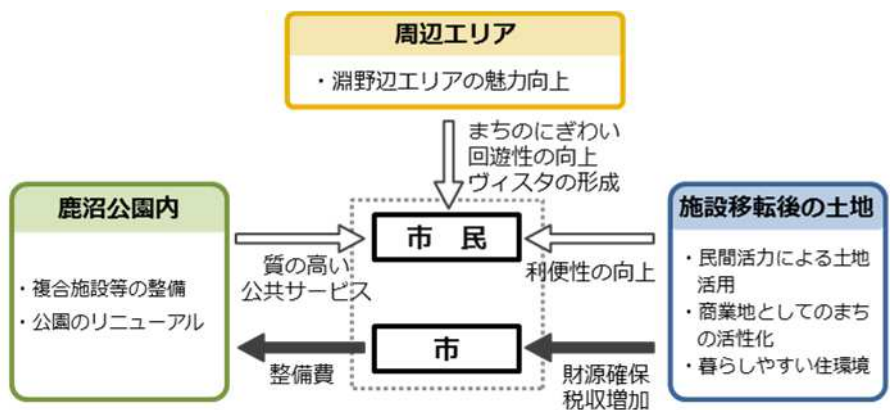 周辺エリア
・淵野辺エリアの魅力向上
まちのにぎわい
回遊性の向上
ヴィスタの形成
鹿沼公園内
・複合施設等の整備
・公園のリニューアル
質の高い
公共サービス
市 民
利便性の向上
施設移転後の土地
・民間活力による土地
活用
・商業地としてのまち
の活性化
・暮らしやすい住環境
整備費
市
財源確保
税収増加